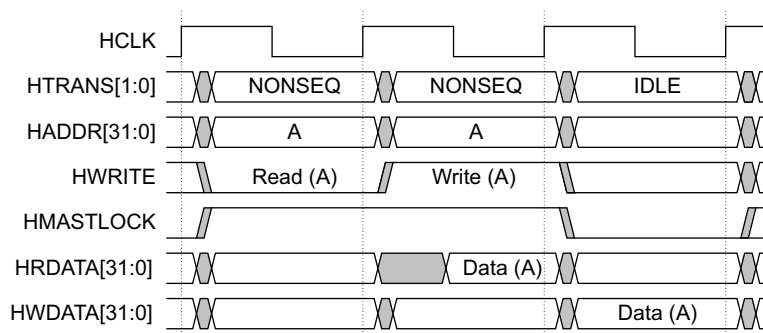 HCLK
HTRANS[1:0] NONSEQ NONSEQ IDLE
HADDR[31:0] A A
HWRITE Read (A) Write (A)
HMASTLOCK
HRDATA[31:0] Data (A)
HWDATA[31:0] Data (A)